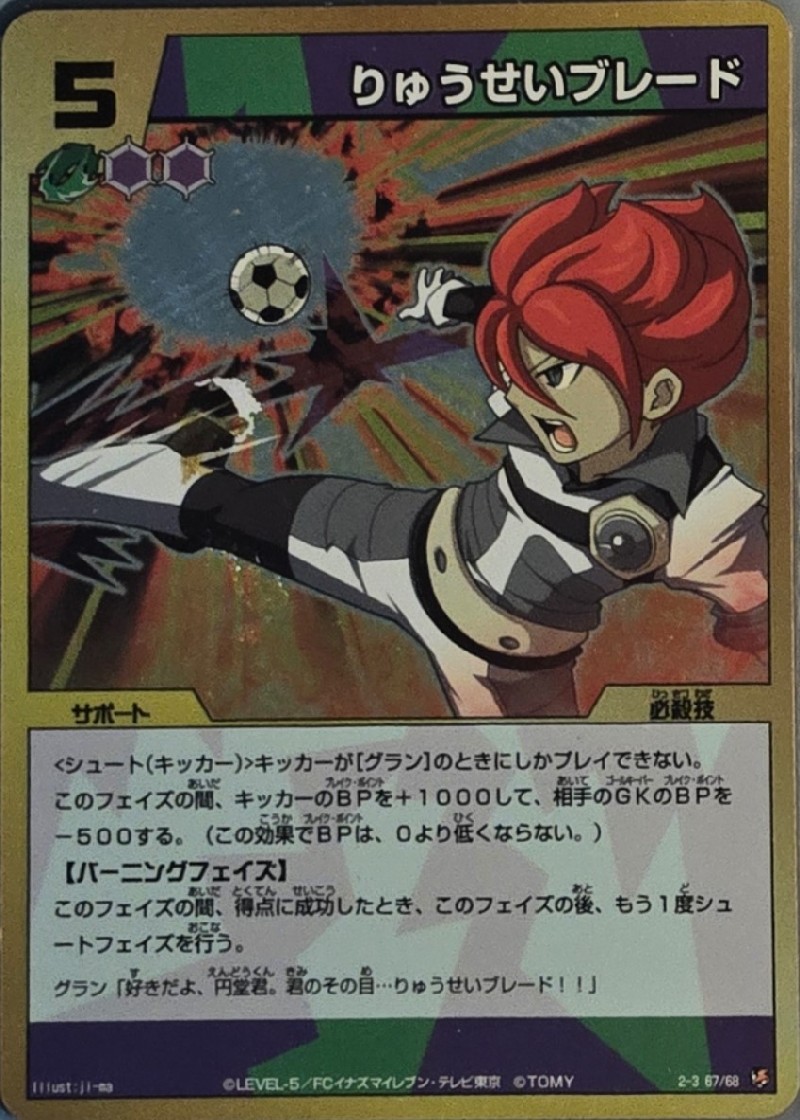 5
りゅうせいブレード
サポート
必殺技
<シュート(キッカー)>キッカーが[グラン]のときにしかプレイできない。
このフェイズの間、キッカーのBPを+1000して、相手のGKのBPを
-500する。(この効果でBPは、0より低くならない。)
【バーニングフェイズ】
このフェイズの間、得点に成功したとき、このフェイズの後、もう1度シュ
ートフェイズを行う。
グラン「好きだよ、円堂君。君のその目…りゅうせいブレード!!」
Illust:ji-ma
©LEVEL-5/FCイナズマイレブン・テレビ東京 ©TOMY
2-3 67/68